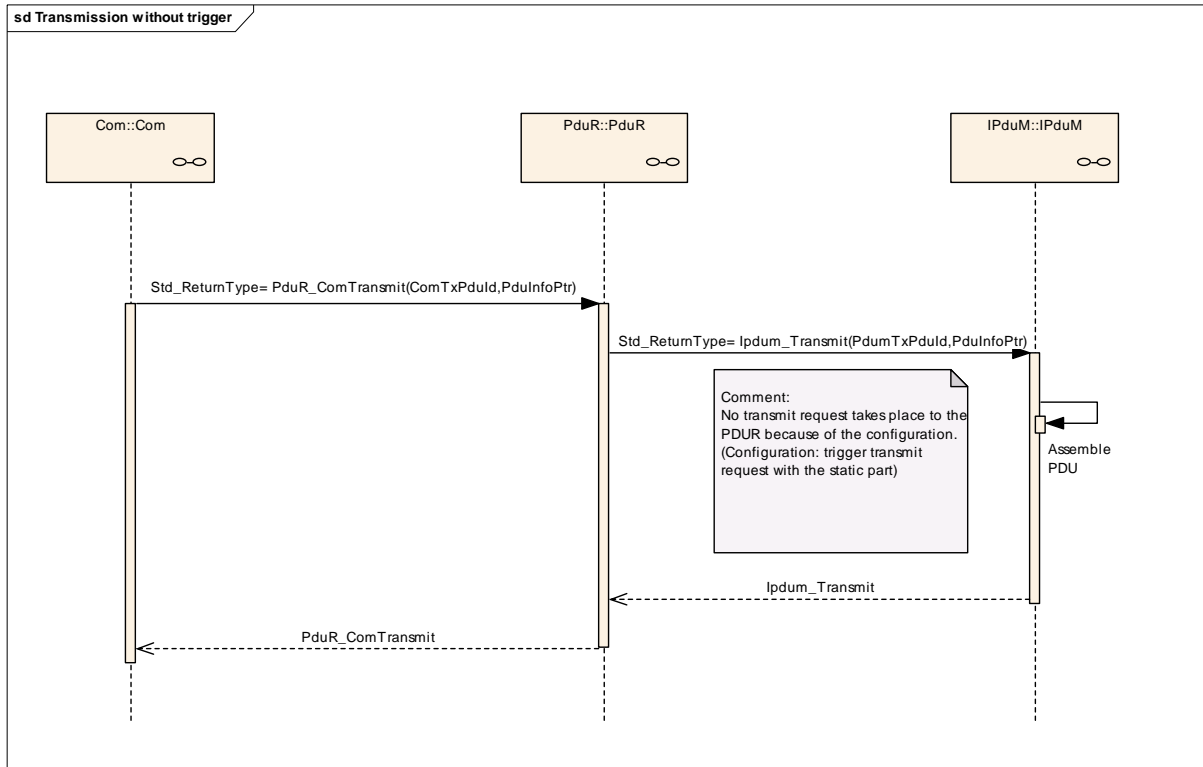 sd Transmission without trigger
Com::Com
PduR::PduR
IPduM::IPduM
Std_ReturnType= PduR_ComTransmit(ComTxPduId,PduInfoPtr)
Std_ReturnType= Ipdum_Transmit(PdumTxPduId,PduInfoPtr)
Comment:
No transmit request takes place to the
PDUR because of the configuration.
(Configuration: trigger transmit
request with the static part)
Assemble
PDU
Ipdum_Transmit
PduR_ComTransmit